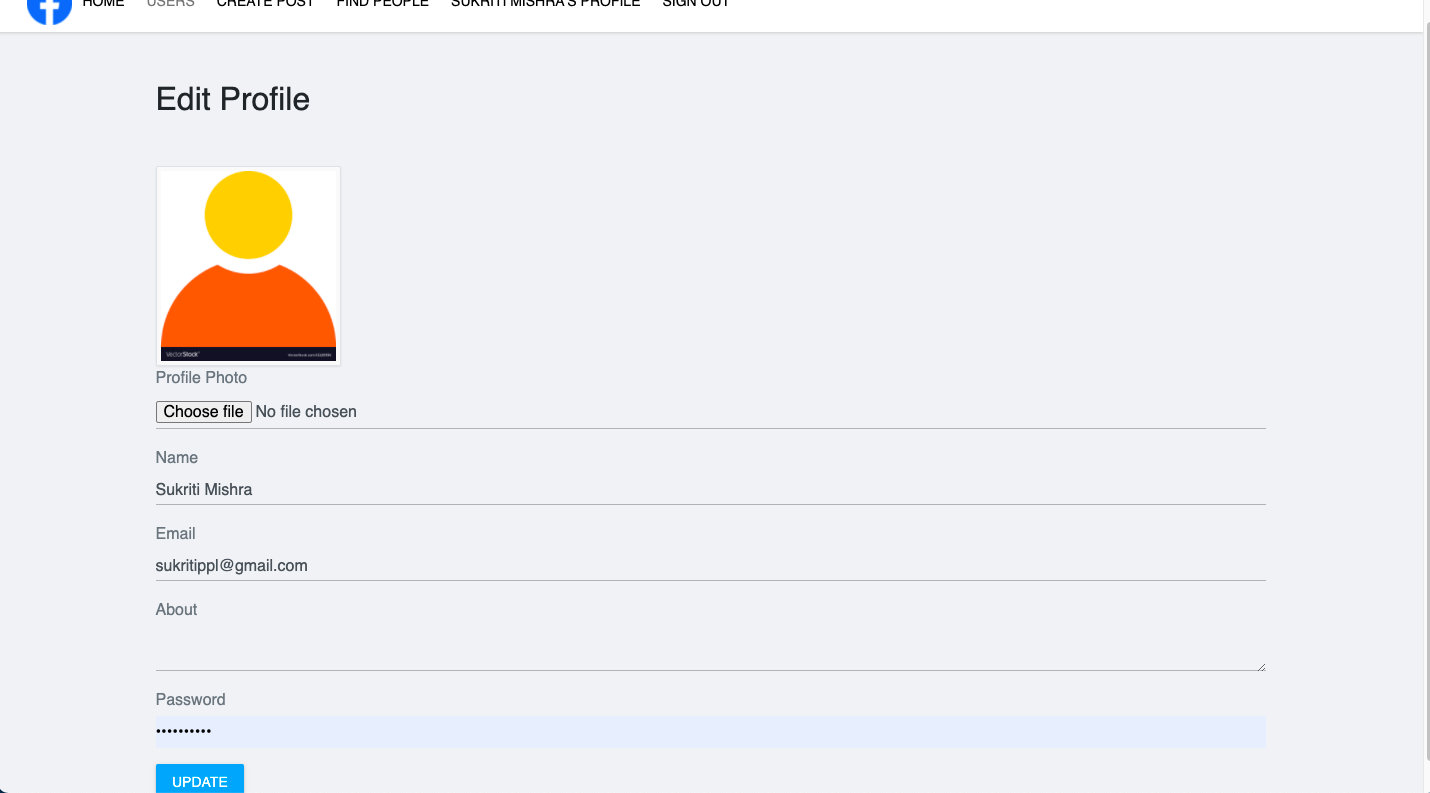 HOME USERS CREATE POST FIND PEOPLE SUKRITI MISHRA'S PROFILE SIGN OUT
Edit Profile
VectorStock
Profile Photo
Choose file No file chosen
Name
Sukriti Mishra
Email
sukritippl@gmail.com
About
Password
••••••••••
UPDATE